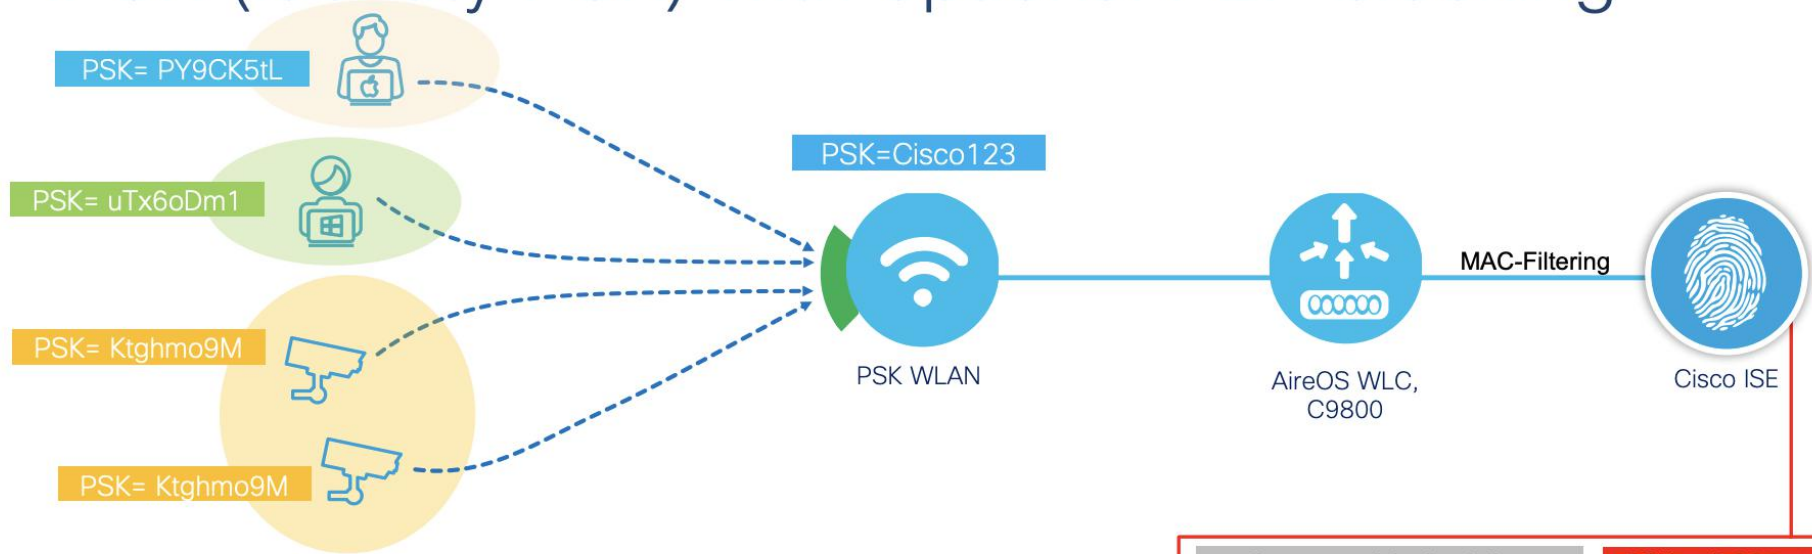 PSK= PY9CK5tL
PSK= uTx6oDm1
PSK= Ktghmo9M
PSK= Ktghmo9M
PSK=Cisco123
PSK WLAN
AireOS WLC,
C9800
MAC-Filtering
Cisco ISE